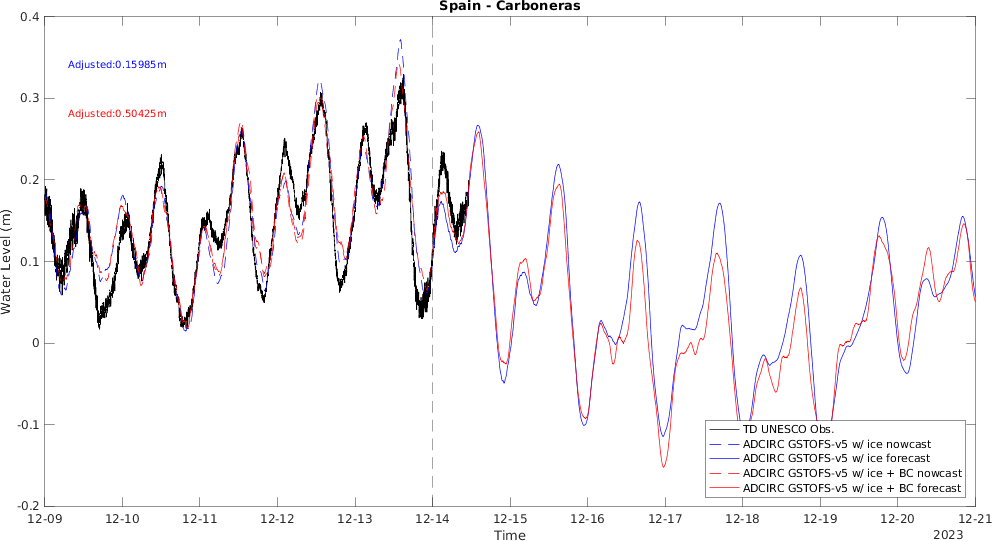 Spain - Carboneras
0.4
0.3
0.2
0.1
0
-0.1
-0.2
Water Level (m)
Adjusted:0.15985m
Adjusted:0.50425m
TD UNESCO Obs.
ADCIRC GSTOFS-v5 w/ ice nowcast
ADCIRC GSTOFS-v5 w/ ice forecast
ADCIRC GSTOFS-v5 w/ ice + BC nowcast
ADCIRC GSTOFS-v5 w/ ice + BC forecast
12-09 12-10 12-11 12-12 12-13 12-14 12-15 12-16 12-17 12-18 12-19 12-20 12-21
Time
2023